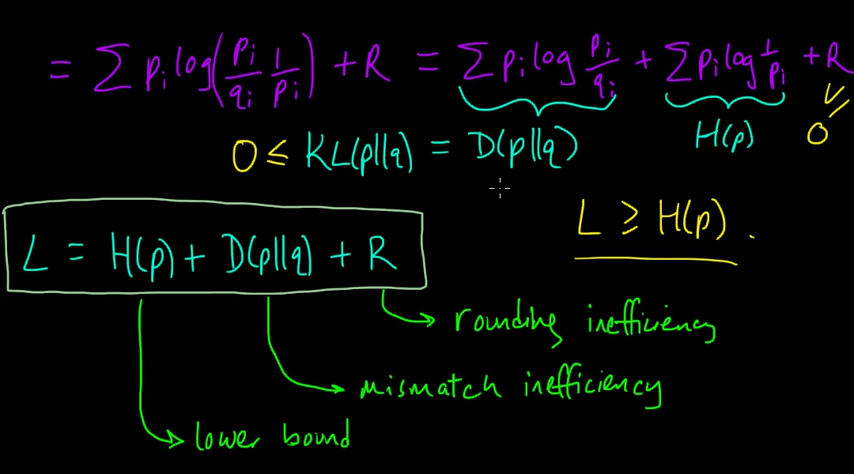 = ∑ pᵢ log(pᵢ/qᵢ 1/pᵢ) + R = ∑ pᵢ log pᵢ/qᵢ + ∑ pᵢ log 1/pᵢ + R
0 ≤ KL(p||q) = D(p||q) H(p) ≥ 0
L = H(p) + D(p||q) + R L ≥ H(p).
rounding inefficiency
mismatch inefficiency
lower bound